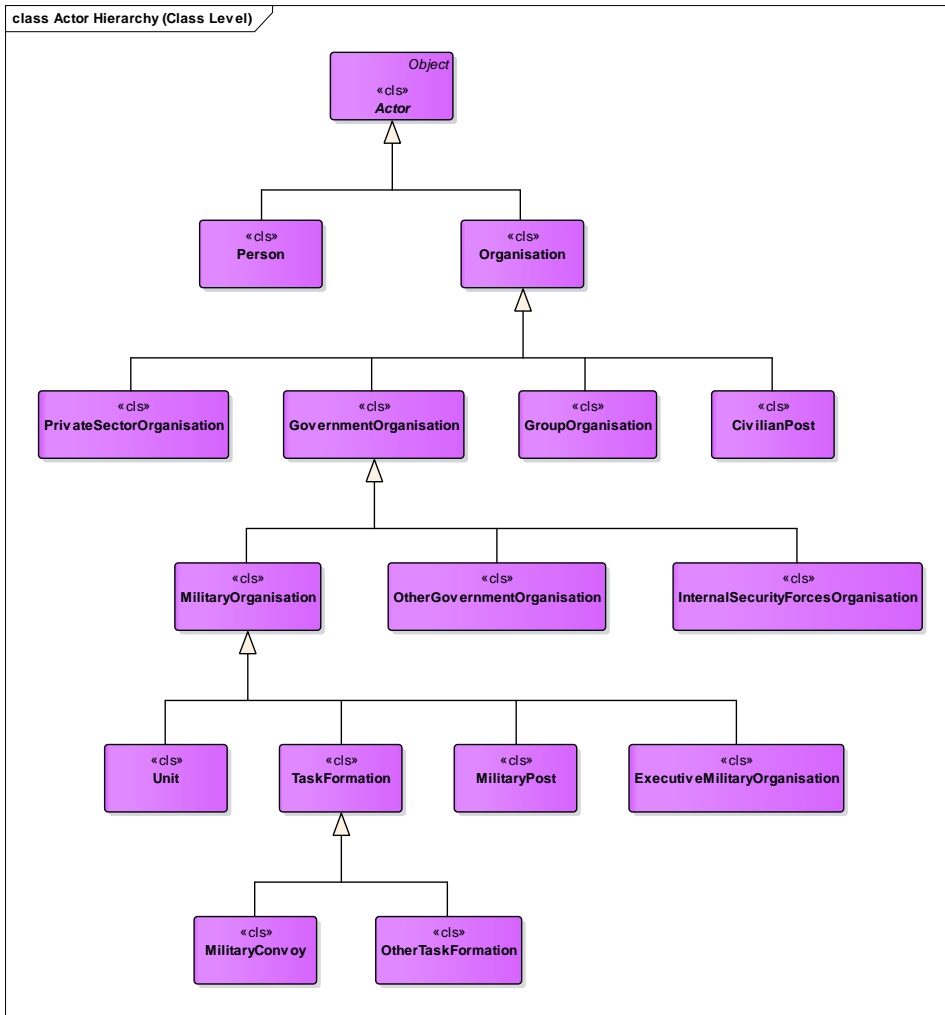 class Actor Hierarchy (Class Level)
Object
«cls»
Actor
«cls»
Person
«cls»
Organisation
«cls»
PrivateSectorOrganisation
«cls»
GovernmentOrganisation
«cls»
GroupOrganisation
«cls»
CivilianPost
«cls»
MilitaryOrganisation
«cls»
OtherGovernmentOrganisation
«cls»
InternalSecurityForcesOrganisation
«cls»
Unit
«cls»
TaskFormation
«cls»
MilitaryPost
«cls»
ExecutiveMilitaryOrganisation
«cls»
MilitaryConvoy
«cls»
OtherTaskFormation